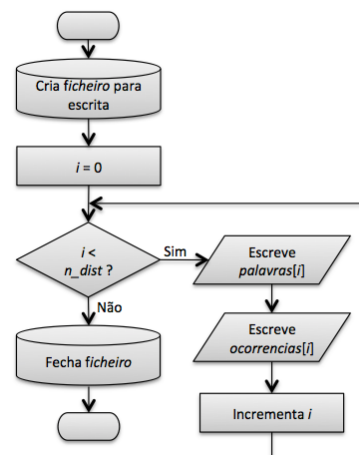 Cria ficheiro para
escrita
i = 0
i <
n_dist ?
Sim
Escreve
palavras[i]
Não
Escreve
ocorrencias[i]
Fecha ficheiro
Incrementa i